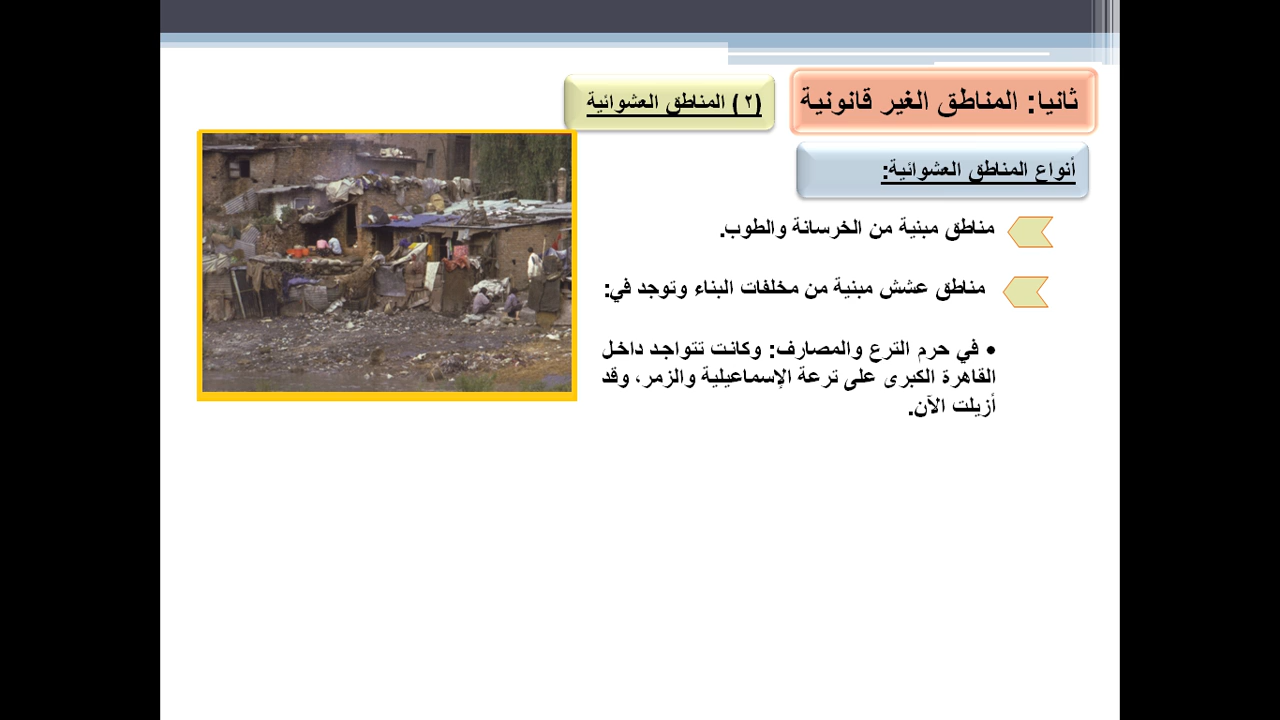 ثانيا: المناطق الغير قانونية
(٢) المناطق العشوائية
أنواع المناطق العشوائية:
مناطق مبنية من الخرسانة والطوب.
مناطق عشش مبنية من مخلفات البناء وتوجد في:
• في حرم الترع والمصارف: وكانت تتواجد داخل
القاهرة الكبرى على ترعة الإسماعيلية والزمر، وقد
أزيلت الآن.